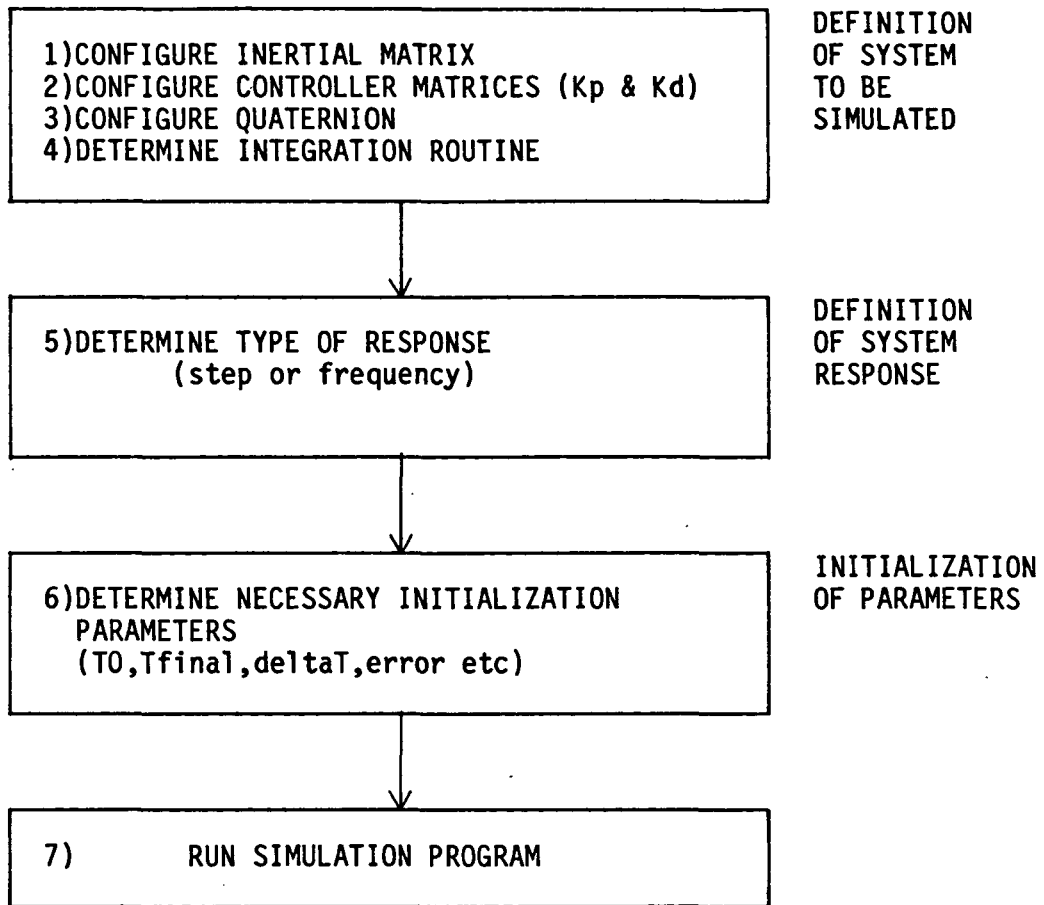 1)CONFIGURE INERTIAL MATRIX
2)CONFIGURE CONTROLLER MATRICES (Kp & Kd)
3)CONFIGURE QUATERNION
4)DETERMINE INTEGRATION ROUTINE
DEFINITION
OF SYSTEM
TO BE
SIMULATED
5)DETERMINE TYPE OF RESPONSE
(step or frequency)
DEFINITION
OF SYSTEM
RESPONSE
6)DETERMINE NECESSARY INITIALIZATION
PARAMETERS
(TO,Tfinal,deltaT,error etc)
INITIALIZATION
OF PARAMETERS
7) RUN SIMULATION PROGRAM